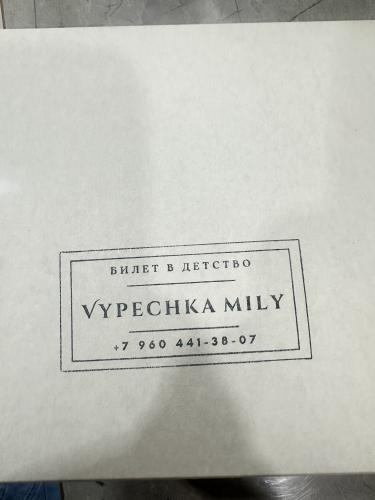 БИЛЕТ В ДЕТСТВО
VYPECHKA MILY
+7 960 441-38-07